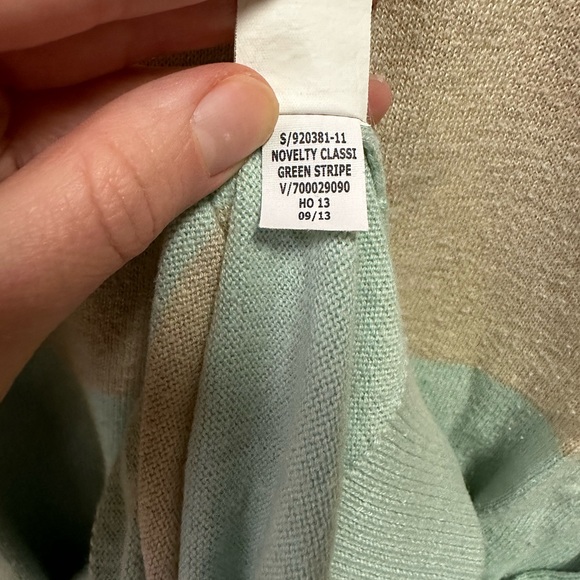 S/920381-11
NOVELTY CLASSI
GREEN STRIPE
V/700029090
HO 13
09/13